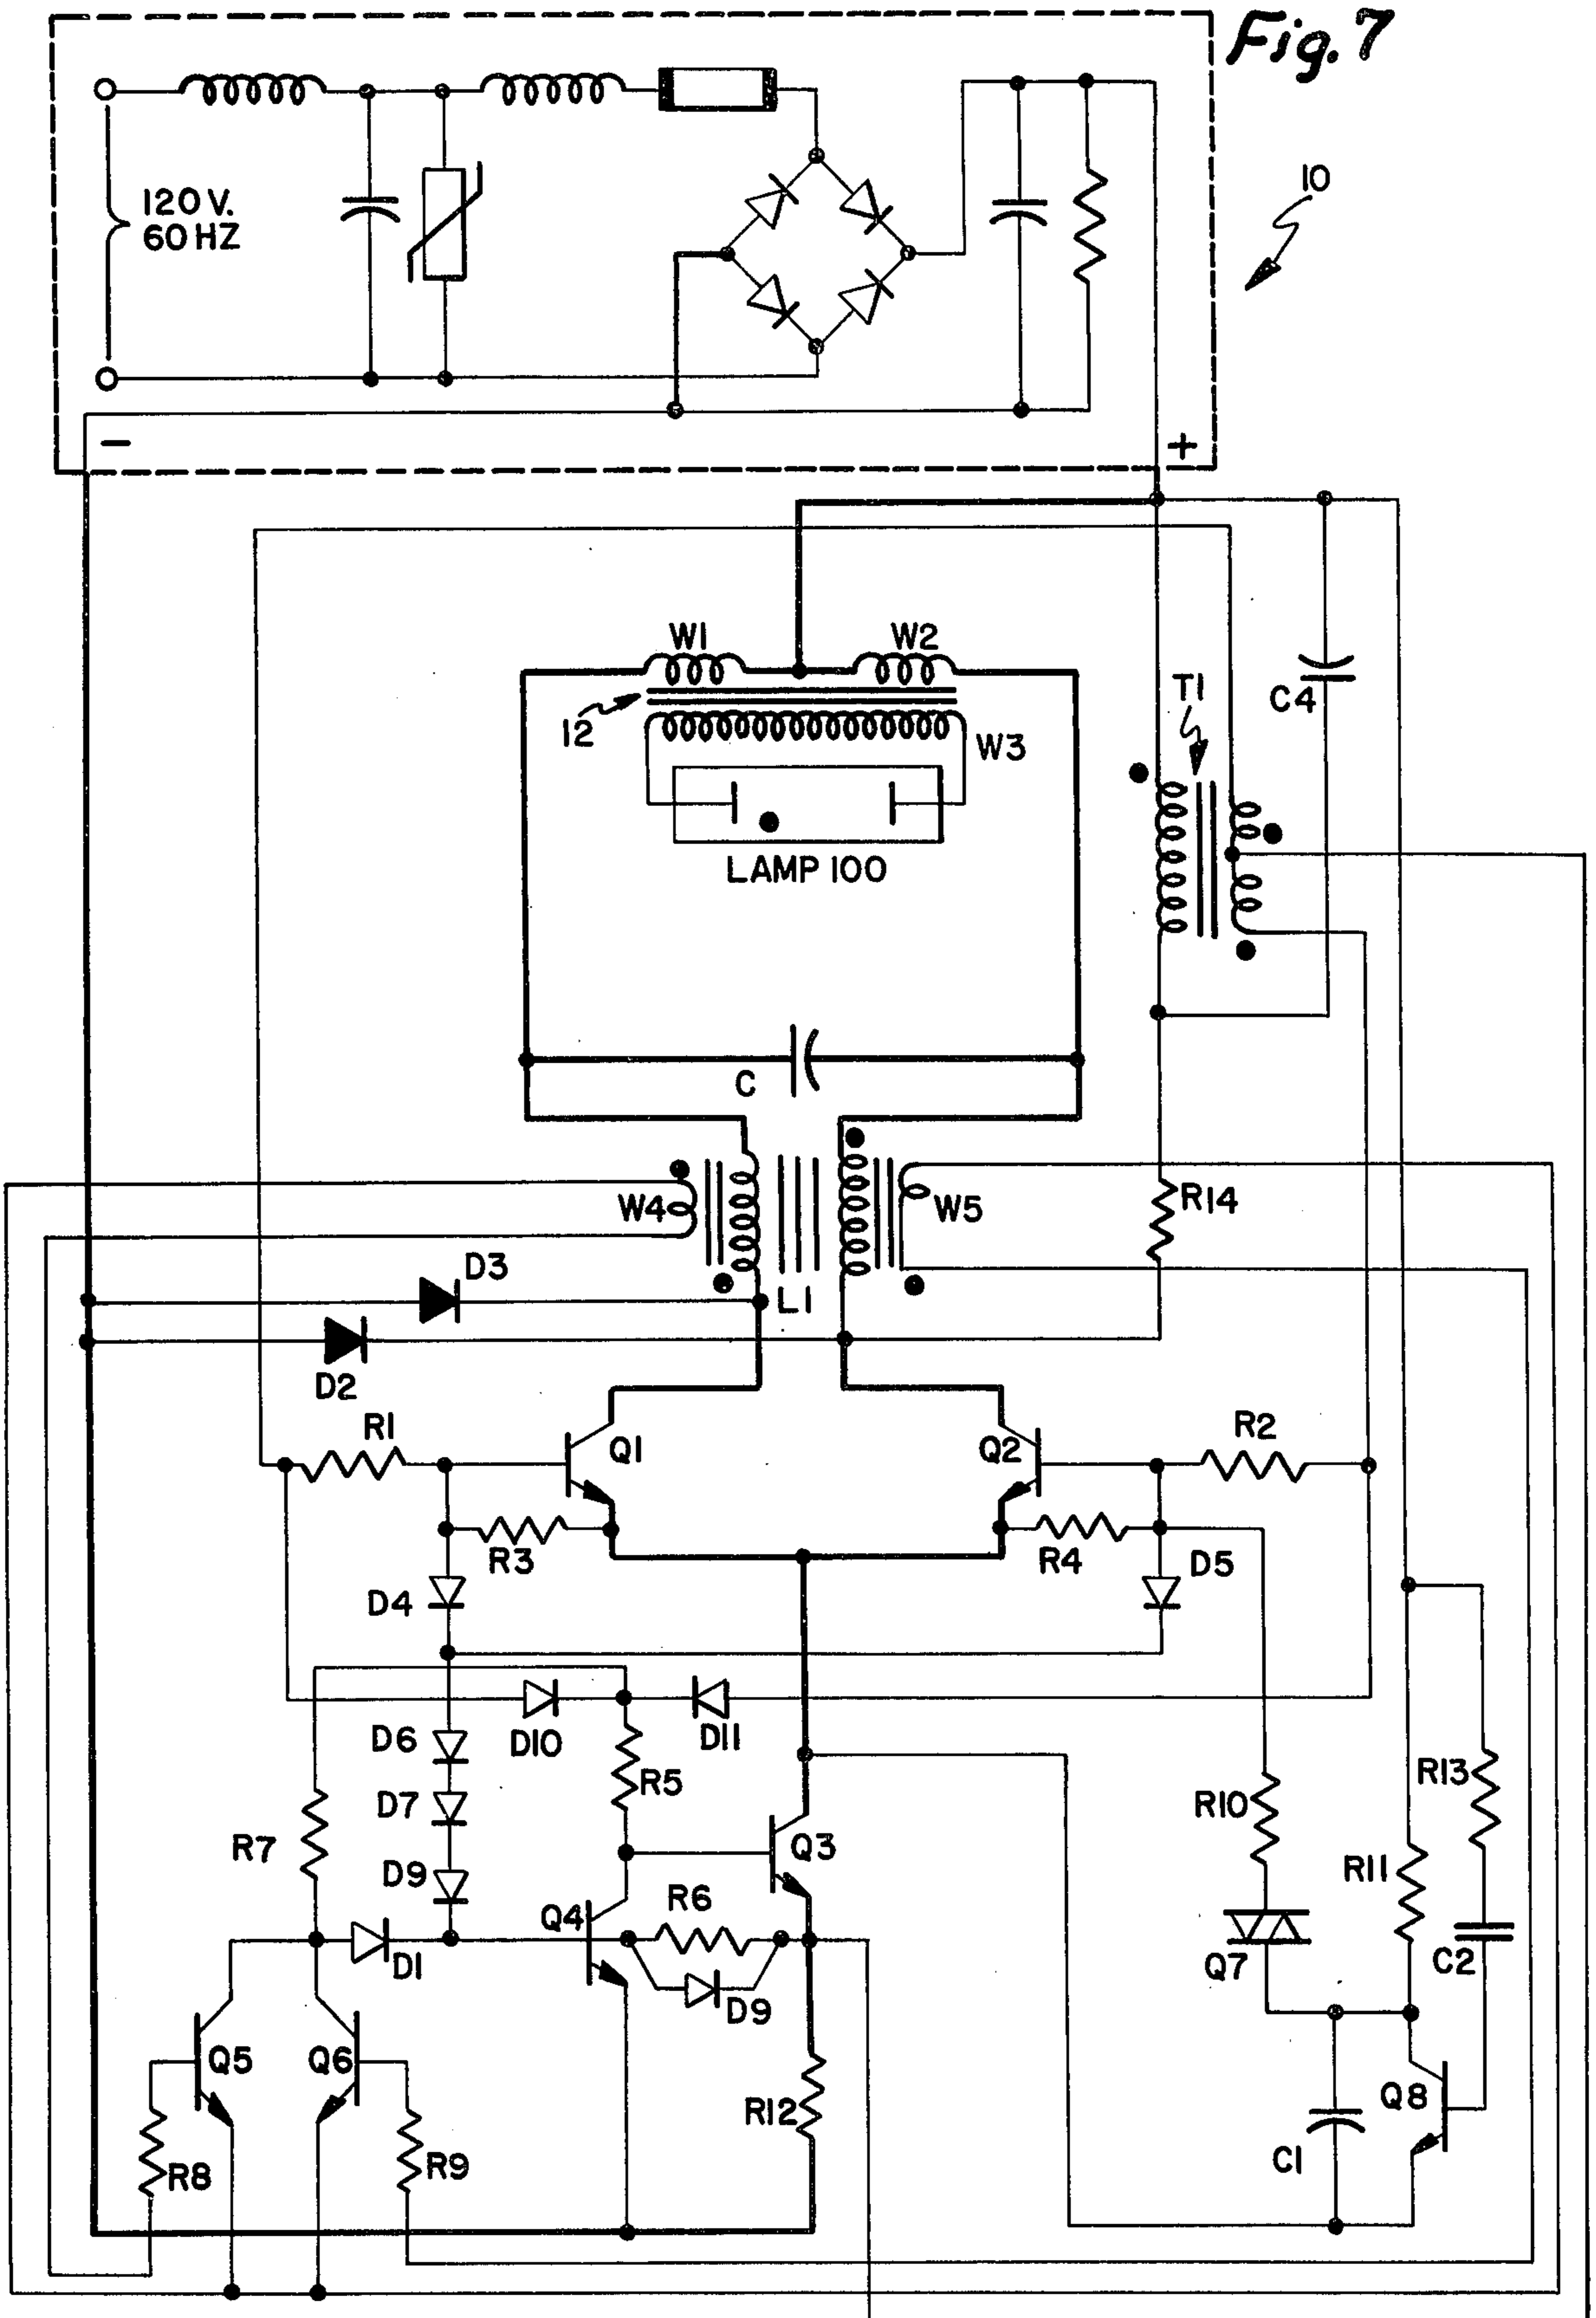 Fig. 7
10
120 V.
60 HZ
−
+
W1
W2
12
W3
T1
C4
LAMP 100
C
W4
W5
R14
D3
L1
D2
R1
Q1
Q2
R2
R3
R4
D5
D4
D6
D10
D11
R5
R13
D7
R10
R7
Q3
D9
R11
R6
Q4
D1
Q7
C2
D9
Q5
Q6
R12
Q8
R8
R9
C1